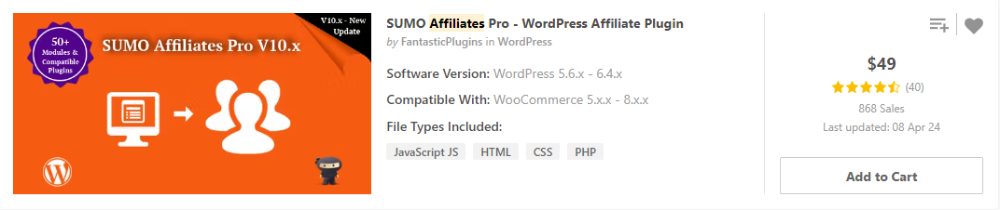 V10.x - New
Update
50+
Modules &
Compatible
Plugins
SUMO Affiliates Pro V10.x
SUMO Affiliates Pro - WordPress Affiliate Plugin
by FantasticPlugins in WordPress
Software Version: WordPress 5.6.x - 6.4.x
Compatible With: WooCommerce 5.x.x - 8.x.x
File Types Included:
JavaScript JS HTML CSS PHP
$49
(40)
868 Sales
Last updated: 08 Apr 24
Add to Cart